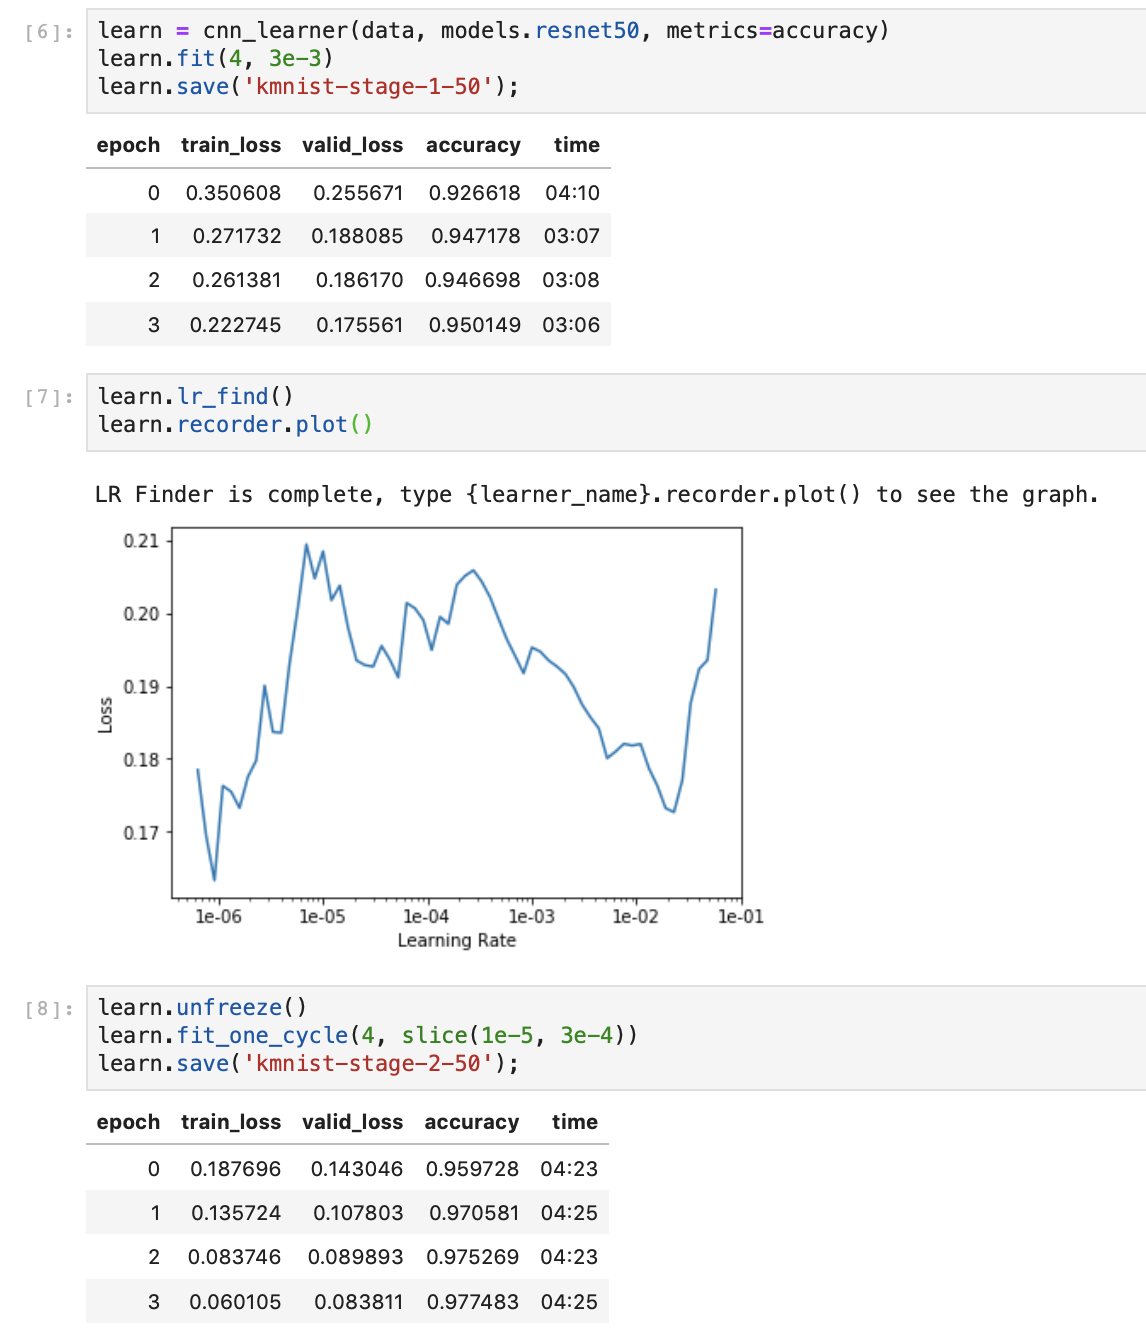 [6]: learn = cnn_learner(data, models.resnet50, metrics=accuracy)
learn.fit(4, 3e-3)
learn.save('kmnist-stage-1-50');
epoch train_loss valid_loss accuracy time
0 0.350608 0.255671 0.926618 04:10
1 0.271732 0.188085 0.947178 03:07
2 0.261381 0.186170 0.946698 03:08
3 0.222745 0.175561 0.950149 03:06
[7]: learn.lr_find()
learn.recorder.plot()
LR Finder is complete, type {learner_name}.recorder.plot() to see the graph.
0.21
0.20
0.19
0.18
0.17
Loss
1e-06 1e-05 1e-04 1e-03 1e-02 1e-01
Learning Rate
[8]: learn.unfreeze()
learn.fit_one_cycle(4, slice(1e-5, 3e-4))
learn.save('kmnist-stage-2-50');
epoch train_loss valid_loss accuracy time
0 0.187696 0.143046 0.959728 04:23
1 0.135724 0.107803 0.970581 04:25
2 0.083746 0.089893 0.975269 04:23
3 0.060105 0.083811 0.977483 04:25